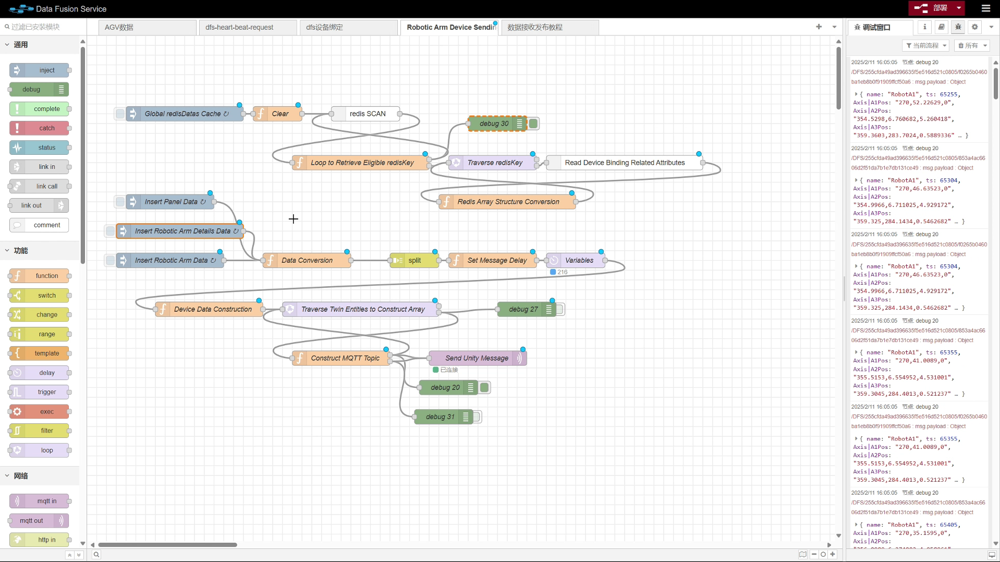 Data Fusion Service
部署
过滤已安装模块
AGV数据
dfs-heart-beat-request
dfs设备绑定
Robotic Arm Device Sendin
数据接收发布教程
调试窗口
当前流程
所有
通用
inject
debug
complete
catch
status
link in
link call
link out
comment
功能
function
switch
change
range
template
delay
trigger
exec
filter
loop
网络
mqtt in
mqtt out
http in
Global redisDatas Cache ↻
Clear
redis SCAN
debug 30
Loop to Retrieve Eligible redisKey
Traverse redisKey
Read Device Binding Related Attributes
Insert Panel Data ↻
Redis Array Structure Conversion
Insert Robotic Arm Details Data ↻
Insert Robotic Arm Data ↻
Data Conversion
split
Set Message Delay
Variables
216
Device Data Construction
Traverse Twin Entities to Construct Array
debug 27
Construct MQTT Topic
Send Unity Message
已连接
debug 20
debug 31
2025/2/11 16:05:05 节点: debug 20
/DFS/255cfda49ad396635f5e516d521c0805/f0265b0460
ba1eb8b0f91909ffcf50a6 : msg.payload : Object
{ name: "RobotA1", ts: 65255,
Axis|A1Pos: "270,52.22629,0",
Axis|A2Pos:
"354.5298,6.760682,5.260418",
Axis|A3Pos:
"359.3603,283.7024,0.5889336" … }
2025/2/11 16:05:05 节点: debug 20
/DFS/255cfda49ad396635f5e516d521c0805/853a4ac66
06d2f51da7b1e7db131ce49 : msg.payload : Object
{ name: "RobotA1", ts: 65304,
Axis|A1Pos: "270,46.63523,0",
Axis|A2Pos:
"354.9966,6.711025,4.929172",
Axis|A3Pos:
"359.325,284.1434,0.5462682" … }
2025/2/11 16:05:05 节点: debug 20
/DFS/255cfda49ad396635f5e516d521c0805/f0265b0460
ba1eb8b0f91909ffcf50a6 : msg.payload : Object
{ name: "RobotA1", ts: 65304,
Axis|A1Pos: "270,46.63523,0",
Axis|A2Pos:
"354.9966,6.711025,4.929172",
Axis|A3Pos:
"359.325,284.1434,0.5462682" … }
2025/2/11 16:05:05 节点: debug 20
/DFS/255cfda49ad396635f5e516d521c0805/853a4ac66
06d2f51da7b1e7db131ce49 : msg.payload : Object
{ name: "RobotA1", ts: 65355,
Axis|A1Pos: "270,41.0089,0",
Axis|A2Pos:
"355.5153,6.554952,4.531001",
Axis|A3Pos:
"359.3045,284.4013,0.521237" … }
2025/2/11 16:05:05 节点: debug 20
/DFS/255cfda49ad396635f5e516d521c0805/f0265b0460
ba1eb8b0f91909ffcf50a6 : msg.payload : Object
{ name: "RobotA1", ts: 65355,
Axis|A1Pos: "270,41.0089,0",
Axis|A2Pos:
"355.5153,6.554952,4.531001",
Axis|A3Pos:
"359.3045,284.4013,0.521237" … }
2025/2/11 16:05:05 节点: debug 20
/DFS/255cfda49ad396635f5e516d521c0805/853a4ac66
06d2f51da7b1e7db131ce49 : msg.payload : Object
{ name: "RobotA1", ts: 65405,
Axis|A1Pos: "270,35.1595,0",
Axis|A2Pos: